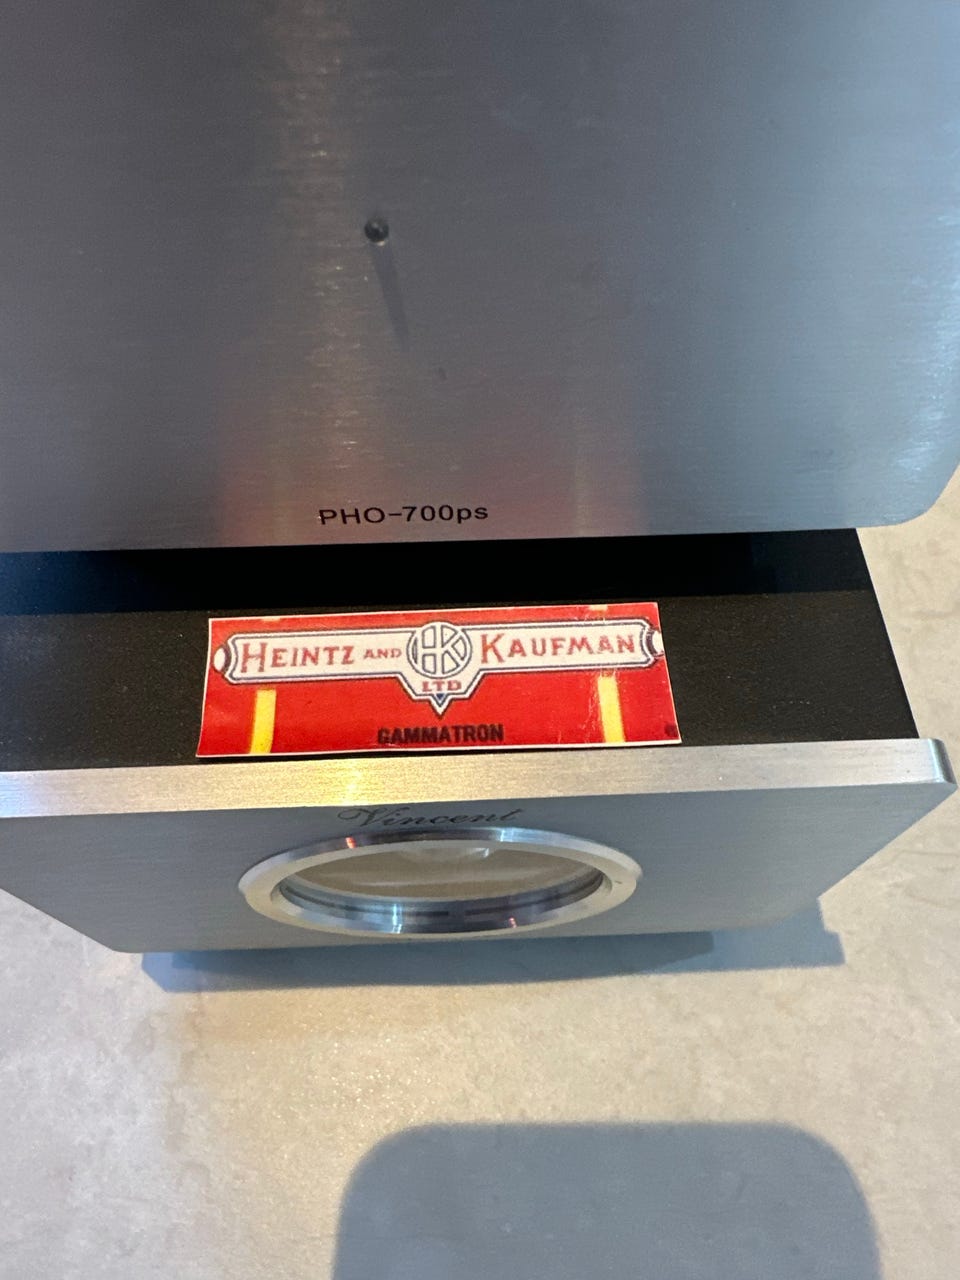 PHO-700ps
HEINTZ AND HK KAUFMAN
LTD
GAMMATRON
Vincent